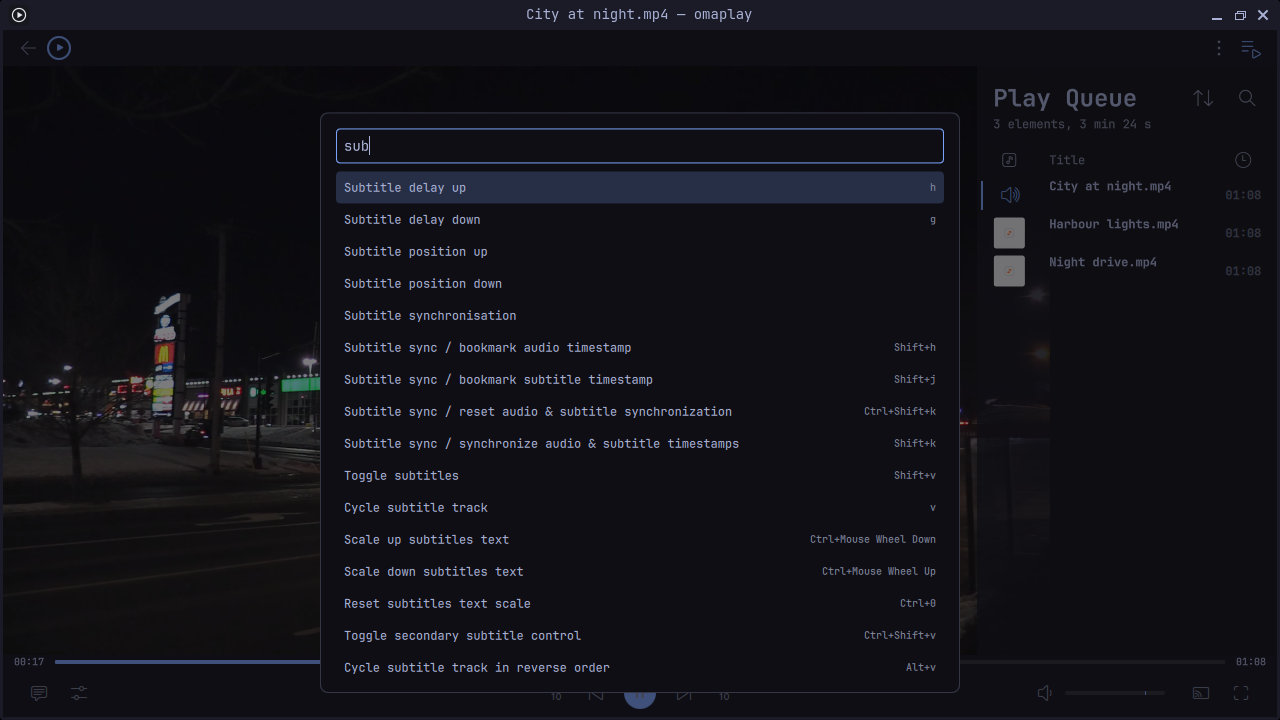 City at night.mp4 — omaplay
Play Queue
3 elements, 3 min 24 s
Title
City at night.mp4
01:08
Harbour lights.mp4
01:08
Night drive.mp4
01:08
sub
Subtitle delay up h
Subtitle delay down g
Subtitle position up
Subtitle position down
Subtitle synchronisation
Subtitle sync / bookmark audio timestamp Shift+h
Subtitle sync / bookmark subtitle timestamp Shift+j
Subtitle sync / reset audio & subtitle synchronization Ctrl+Shift+k
Subtitle sync / synchronize audio & subtitle timestamps Shift+k
Toggle subtitles Shift+v
Cycle subtitle track v
Scale up subtitles text Ctrl+Mouse Wheel Down
Scale down subtitles text Ctrl+Mouse Wheel Up
Reset subtitles text scale Ctrl+0
Toggle secondary subtitle control Ctrl+Shift+v
Cycle subtitle track in reverse order Alt+v
00:17
01:08
10
10